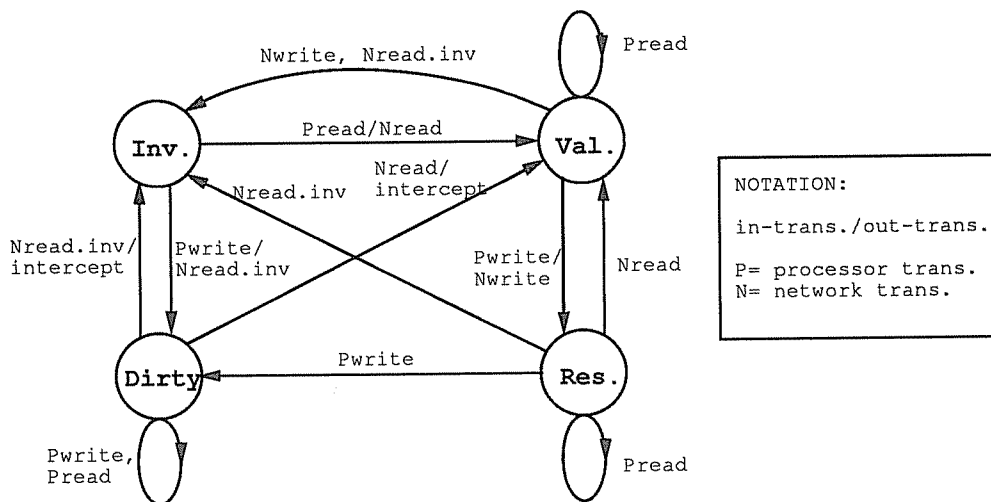 Pread
Nwrite, Nread.inv
Inv.
Pread/Nread
Val.
Nread/
intercept
Nread.inv
NOTATION:
in-trans./out-trans.
P= processor trans.
N= network trans.
Nread.inv/
intercept
Pwrite/
Nread.inv
Pwrite/
Nwrite
Nread
Dirty
Pwrite
Res.
Pwrite,
Pread
Pread